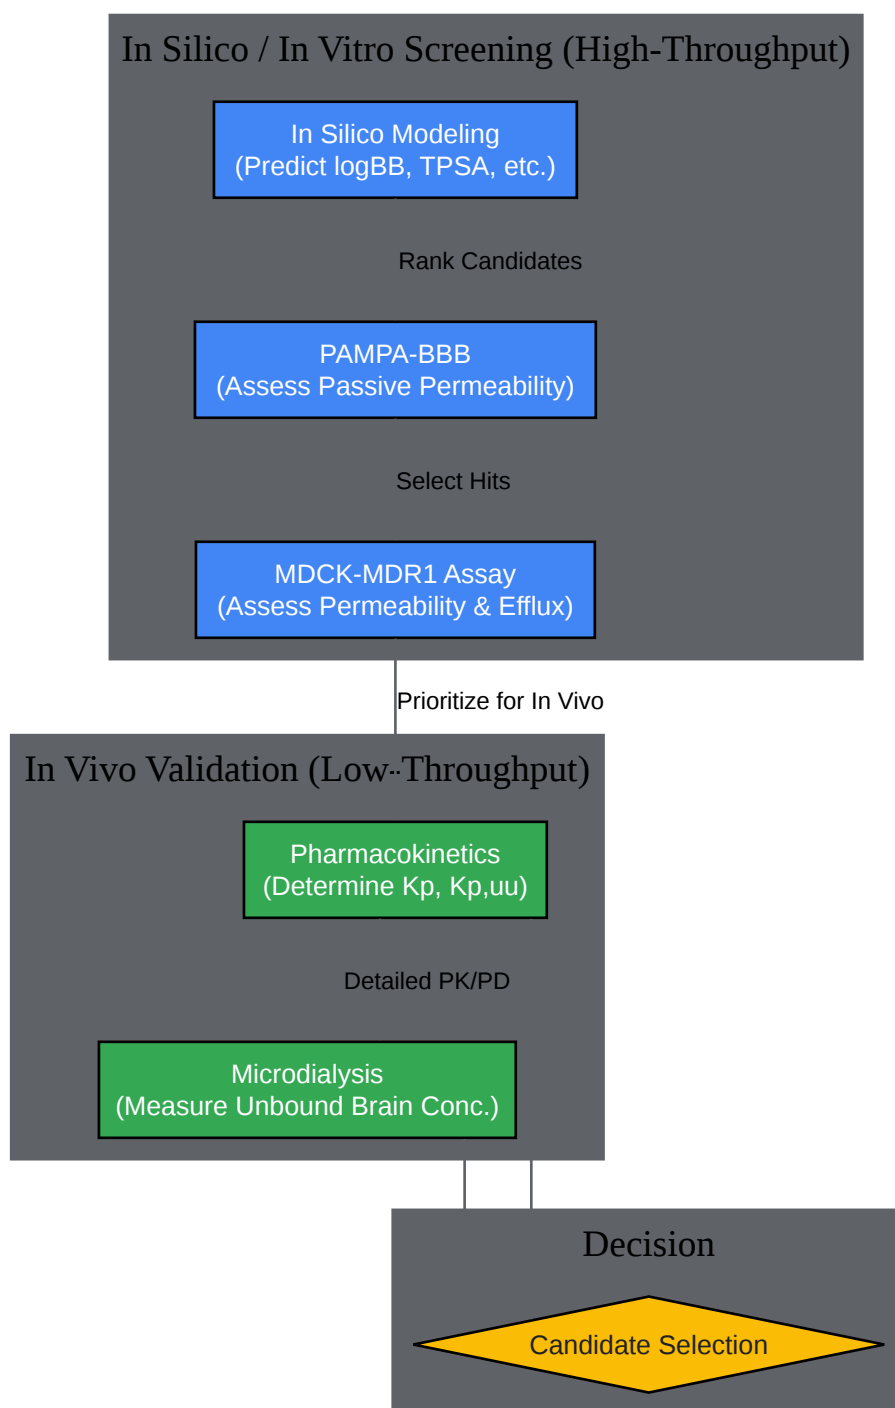 In Silico / In Vitro Screening (High-Throughput)
In Silico Modeling
(Predict logBB, TPSA, etc.)
Rank Candidates
PAMPA-BBB
(Assess Passive Permeability)
Select Hits
MDCK-MDR1 Assay
(Assess Permeability & Efflux)
Prioritize for In Vivo
In Vivo Validation (Low-Throughput)
Pharmacokinetics
(Determine Kp, Kp,uu)
Detailed PK/PD
Microdialysis
(Measure Unbound Brain Conc.)
Decision
Candidate Selection